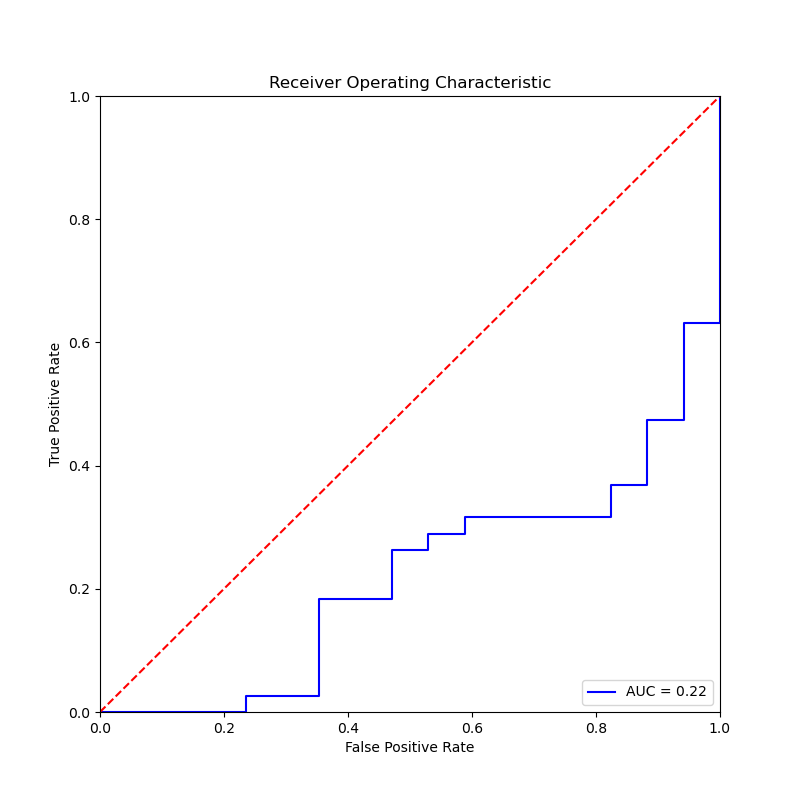 Receiver Operating Characteristic
True Positive Rate
1.0
0.8
0.6
0.4
0.2
0.0
AUC = 0.22
0.0 0.2 0.4 0.6 0.8 1.0
False Positive Rate